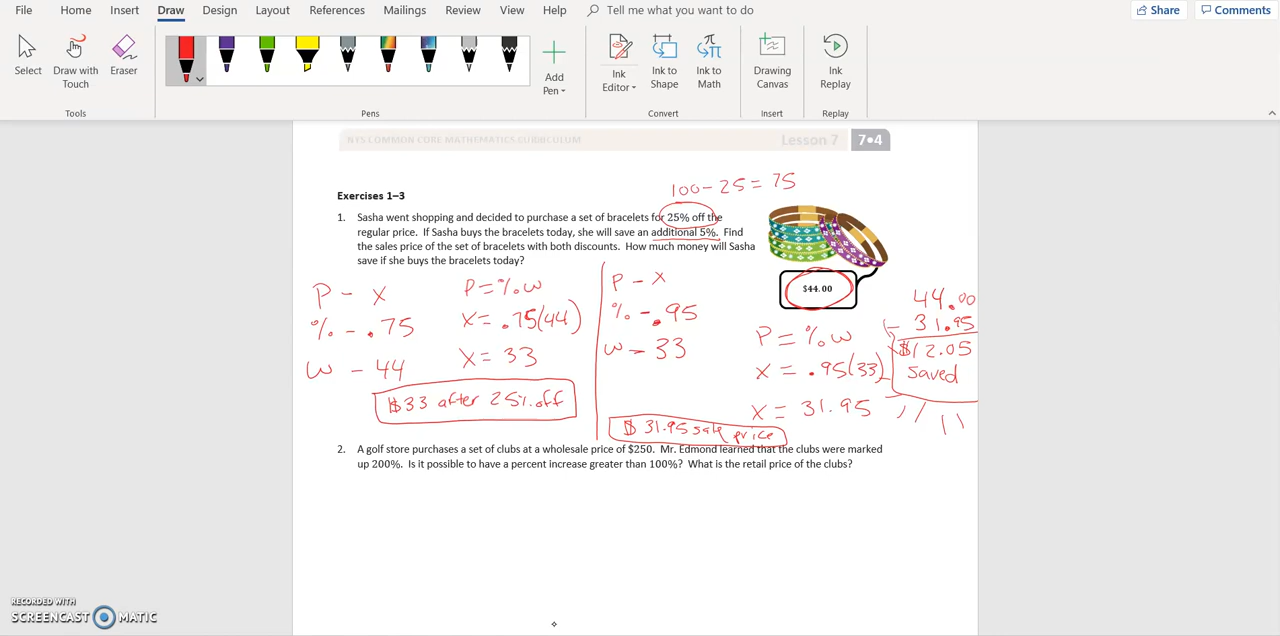 File Home Insert Draw Design Layout References Mailings Review View Help Tell me what you want to do Share Comments
Select Draw with Touch Eraser Add Pen Ink Editor Ink to Shape Ink to Math Drawing Canvas Ink Replay
Tools Pens Convert Insert Replay
NYS COMMON CORE MATHEMATICS CURRICULUM Lesson 7 7•4
100 - 25 = 75
Exercises 1–3
1. Sasha went shopping and decided to purchase a set of bracelets for 25% off the
regular price. If Sasha buys the bracelets today, she will save an additional 5%. Find
the sales price of the set of bracelets with both discounts. How much money will Sasha
save if she buys the bracelets today?
$44.00
P - x
% - .75
w - 44
P = % w
x = .75(44)
x = 33
$33 after 25% off
P - x
% - .95
w - 33
P = % w
x = .95(33)
x = 31.95
$31.95 sale price
44.00
- 31.95
$12.05
Saved
2. A golf store purchases a set of clubs at a wholesale price of $250. Mr. Edmond learned that the clubs were marked
up 200%. Is it possible to have a percent increase greater than 100%? What is the retail price of the clubs?
RECORDED WITH
SCREENCAST MATIC